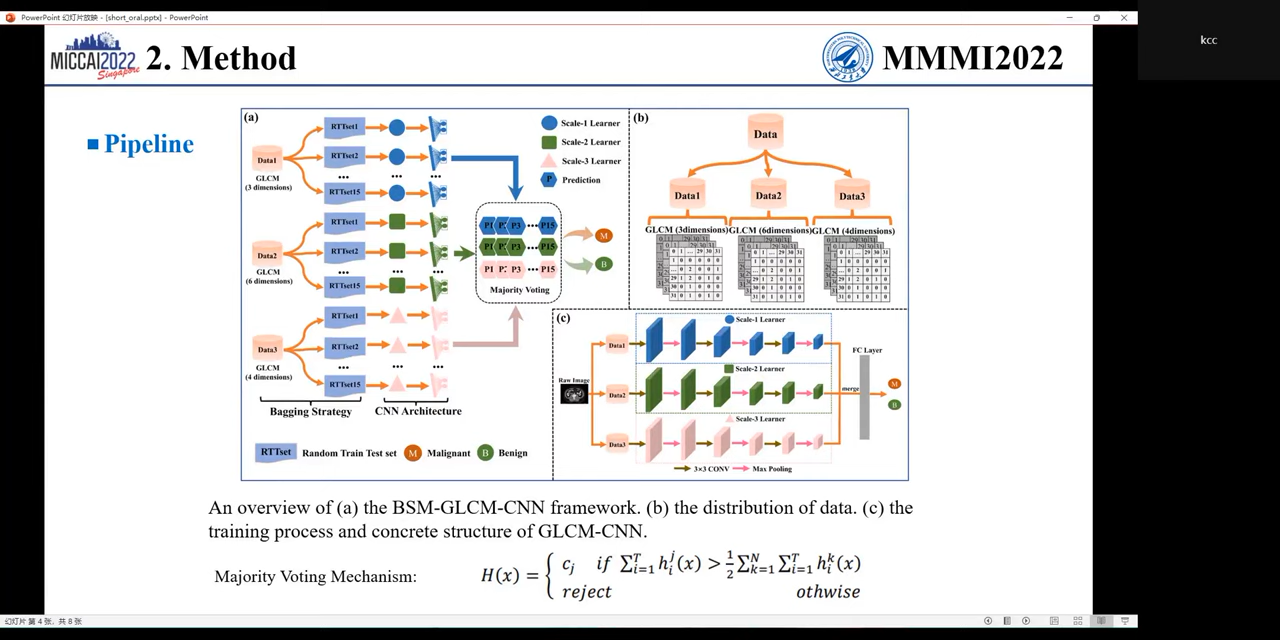 PowerPoint 幻灯片放映 - [short_oral.pptx] - PowerPoint
kcc
MICCAI2022
Singapore
2. Method
MMMI2022
Pipeline
(a)
Data1
GLCM
(3 dimensions)
RTTset1
RTTset2
...
RTTset15
Data2
GLCM
(6 dimensions)
RTTset1
RTTset2
...
RTTset15
Data3
GLCM
(4 dimensions)
RTTset1
RTTset2
...
RTTset15
Bagging Strategy
CNN Architecture
Scale-1 Learner
Scale-2 Learner
Scale-3 Learner
P Prediction
P3 ... P15
P3 ... P15
P1 P3 ... P15
Majority Voting
M
B
RTTset Random Train Test set M Malignant B Benign
(b)
Data
Data1 Data2 Data3
GLCM (3dimensions) GLCM (6dimensions) GLCM (4dimensions)
(c)
Raw Image
Data1
Data2
Data3
Scale-1 Learner
Scale-2 Learner
Scale-3 Learner
FC Layer
merge
M
B
3×3 CONV Max Pooling
An overview of (a) the BSM-GLCM-CNN framework. (b) the distribution of data. (c) the
training process and concrete structure of GLCM-CNN.
Majority Voting Mechanism:
H(x) = { c_j if ∑_{i=1}^{T} h_i^j(x) > 1/2 ∑_{k=1}^{N} ∑_{i=1}^{T} h_i^k(x)
reject othwise
幻灯片 第 4 张，共 8 张